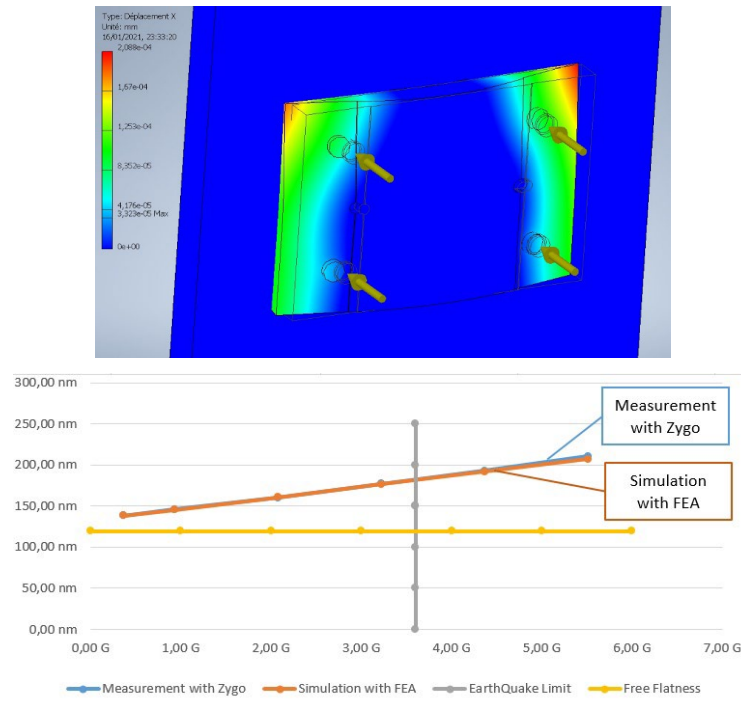 Type: Déplacement X
Unité: mm
16/01/2021, 23:33:20
2,088e-04
1,67e-04
1,253e-04
8,352e-05
4,176e-05
3,323e-05 Max
0e+00
300,00 nm
250,00 nm
200,00 nm
150,00 nm
100,00 nm
50,00 nm
0,00 nm
Measurement
with Zygo
Simulation
with FEA
0,00 G 1,00 G 2,00 G 3,00 G 4,00 G 5,00 G 6,00 G 7,00 G
Measurement with Zygo Simulation with FEA EarthQuake Limit Free Flatness